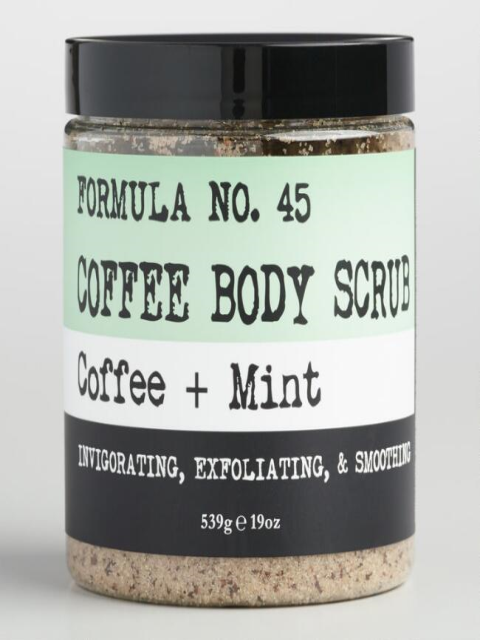 FORMULA NO. 45
COFFEE BODY SCRUB
Coffee + Mint
INVIGORATING, EXFOLIATING, & SMOOTHING
539g ℮ 19oz